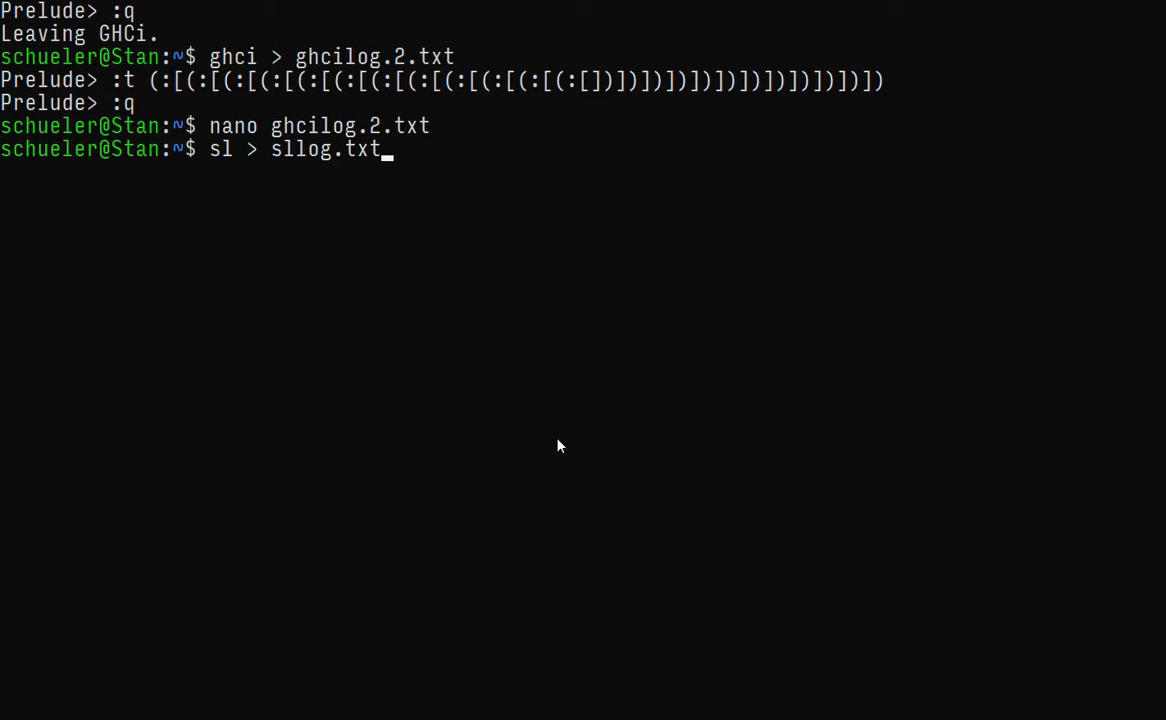 Prelude> :q
Leaving GHCi.
schueler@Stan:~$ ghci > ghcilog.2.txt
Prelude> :t (:[(:[(:[(:[(:[(:[(:[(:[(:[(:[(:[(:[])])])])])])])])])])])])
Prelude> :q
schueler@Stan:~$ nano ghcilog.2.txt
schueler@Stan:~$ sl > sllog.txt_